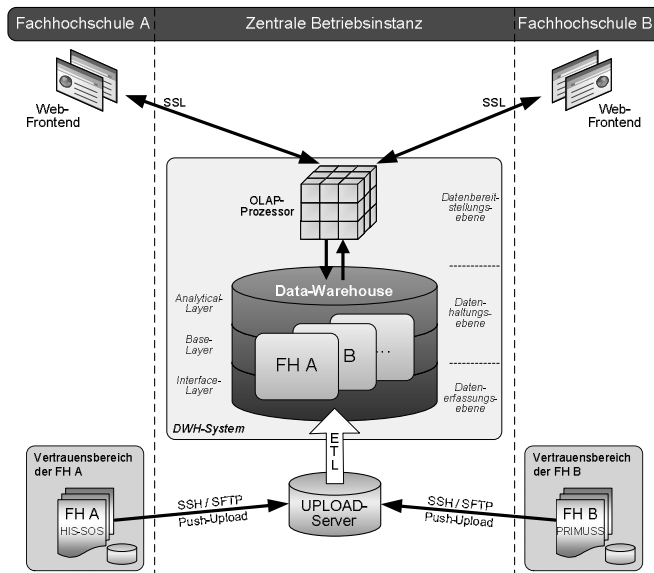 Fachhochschule A
Zentrale Betriebsinstanz
Fachhochschule B
Web-
Frontend
SSL
SSL
Web-
Frontend
OLAP-
Prozessor
Datenbereit-
stellungs-
ebene
Data-Warehouse
Analytical-
Layer
Base-
Layer
Interface-
Layer
FH A
B
...
Daten-
haltungs-
ebene
Daten-
erfassungs-
ebene
DWH-System
ETL
Vertrauensbereich
der FH A
FH A
HIS-SOS
SSH / SFTP
Push-Upload
UPLOAD-
Server
SSH / SFTP
Push-Upload
Vertrauensbereich
der FH B
FH B
PRIMUSS